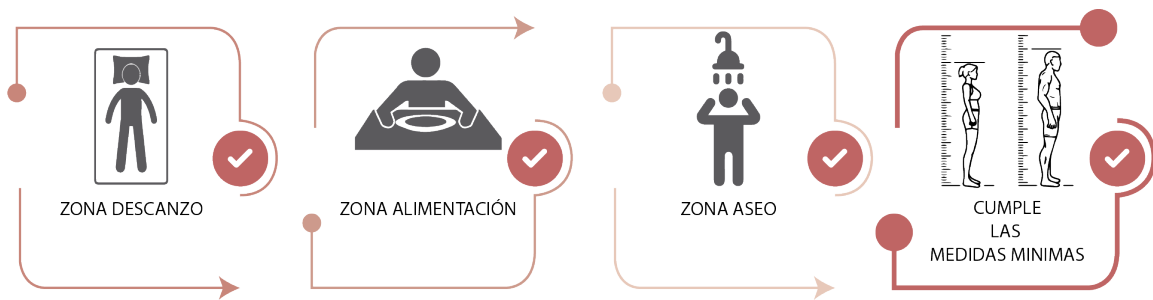 ZONA DESCANZO
ZONA ALIMENTACIÓN
ZONA ASEO
CUMPLE
LAS
MEDIDAS MINIMAS